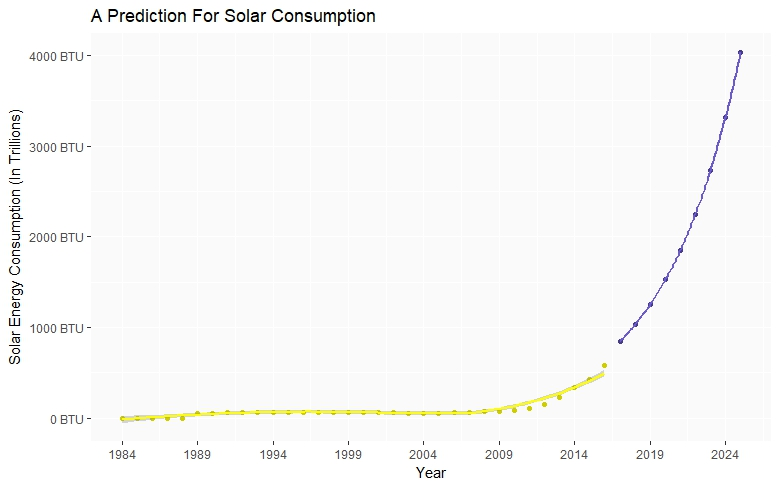 A Prediction For Solar Consumption
4000 BTU
3000 BTU
2000 BTU
1000 BTU
0 BTU
Solar Energy Consumption (In Trillions)
1984 1989 1994 1999 2004 2009 2014 2019 2024
Year